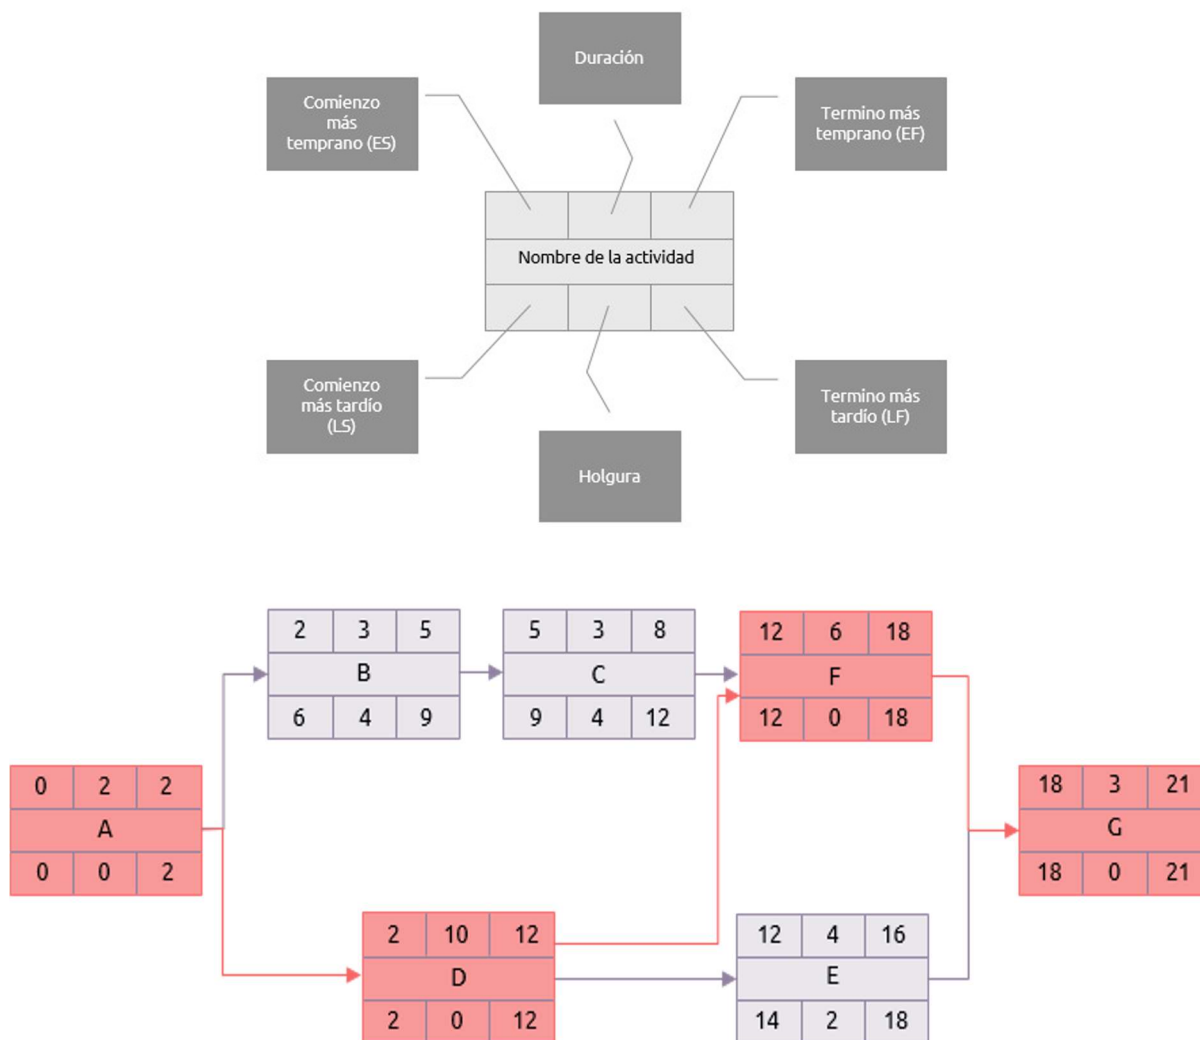 Duración
Comienzo
más
temprano (ES)
Termino más
temprano (EF)
Nombre de la actividad
Comienzo
más tardío
(LS)
Termino más
tardío (LF)
Holgura
2 3 5
B
6 4 9
5 3 8
C
9 4 12
12 6 18
F
12 0 18
0 2 2
A
0 0 2
18 3 21
G
18 0 21
2 10 12
D
2 0 12
12 4 16
E
14 2 18